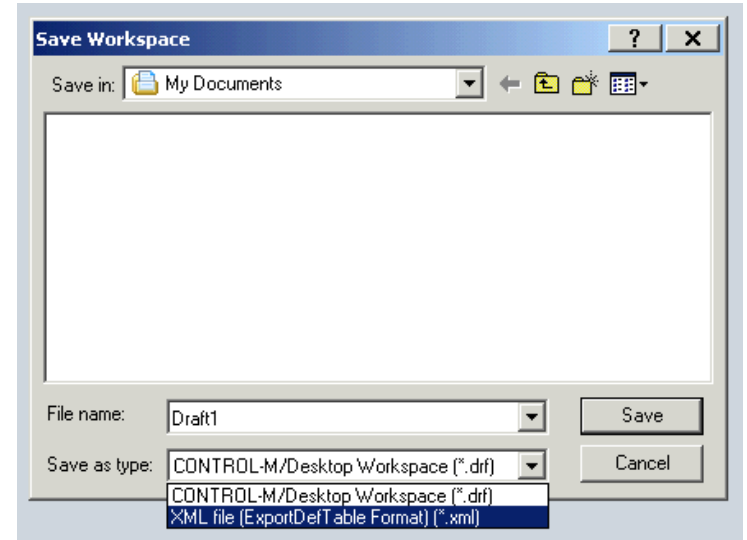 Save Workspace
Save in: My Documents
File name: Draft1 Save
Save as type: CONTROL-M/Desktop Workspace (*.drf) Cancel
CONTROL-M/Desktop Workspace (*.drf)
XML file (ExportDefTable Format) (*.xml)